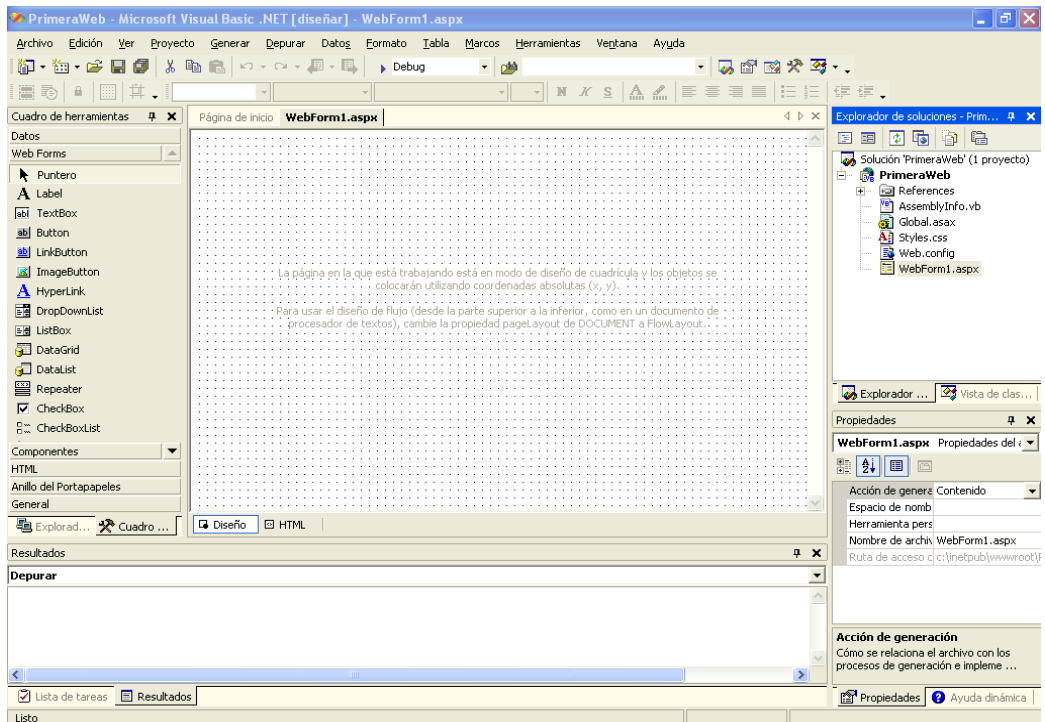 PrimeraWeb - Microsoft Visual Basic .NET [diseñar] - WebForm1.aspx
Archivo Edición Ver Proyecto Generar Depurar Datos Formato Tabla Marcos Herramientas Ventana Ayuda
Debug
N K S A
Cuadro de herramientas
Datos
Web Forms
Puntero
A Label
abl TextBox
ab Button
ab LinkButton
ImageButton
A HyperLink
DropDownList
ListBox
DataGrid
DataList
Repeater
CheckBox
CheckBoxList
Componentes
HTML
Anillo del Portapapeles
General
Explorad... Cuadro ...
Página de inicio WebForm1.aspx
La página en la que está trabajando está en modo de diseño de cuadrícula y los objetos se
colocarán utilizando coordenadas absolutas (x, y).
Para usar el diseño de flujo (desde la parte superior a la inferior, como en un documento de
procesador de textos), cambie la propiedad pageLayout de DOCUMENT a FlowLayout.
Diseño HTML
Explorador de soluciones - Prim...
Solución 'PrimeraWeb' (1 proyecto)
PrimeraWeb
References
AssemblyInfo.vb
Global.asax
Styles.css
Web.config
WebForm1.aspx
Explorador ... Vista de clas...
Propiedades
WebForm1.aspx Propiedades del
Acción de genera Contenido
Espacio de nomb
Herramienta pers
Nombre de archiv WebForm1.aspx
Ruta de acceso c c:\inetpub\wwwroot\
Acción de generación
Cómo se relaciona el archivo con los
procesos de generación e impleme ...
Propiedades Ayuda dinámica
Resultados
Depurar
Lista de tareas Resultados
Listo